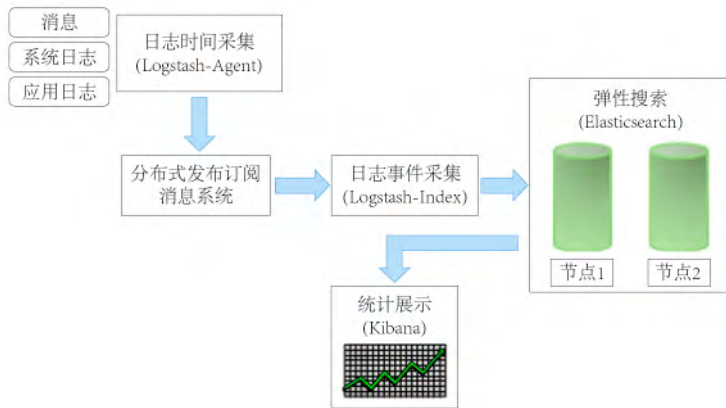 消息
系统日志
应用日志
日志时间采集
(Logstash-Agent)
分布式发布订阅
消息系统
日志事件采集
(Logstash-Index)
弹性搜索
(Elasticsearch)
节点1
节点2
统计展示
(Kibana)